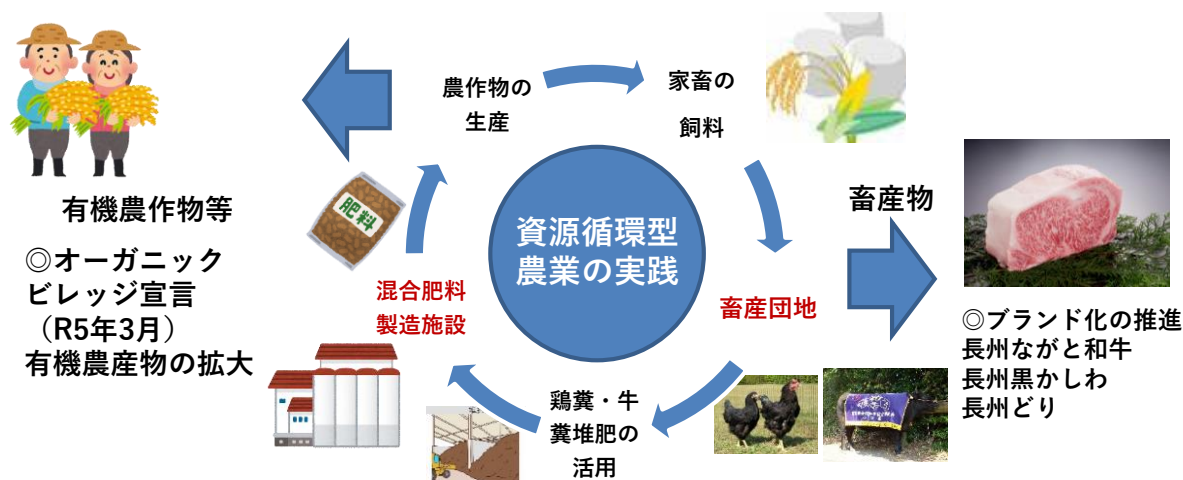 農作物の
生産
家畜の
飼料
肥料
有機農作物等
◎オーガニック
ビレッジ宣言
（R5年3月）
有機農産物の拡大
資源循環型
農業の実践
畜産物
混合肥料
製造施設
畜産団地
◎ブランド化の推進
長州ながと和牛
長州黒かしわ
長州どり
鶏糞・牛
糞堆肥の
活用